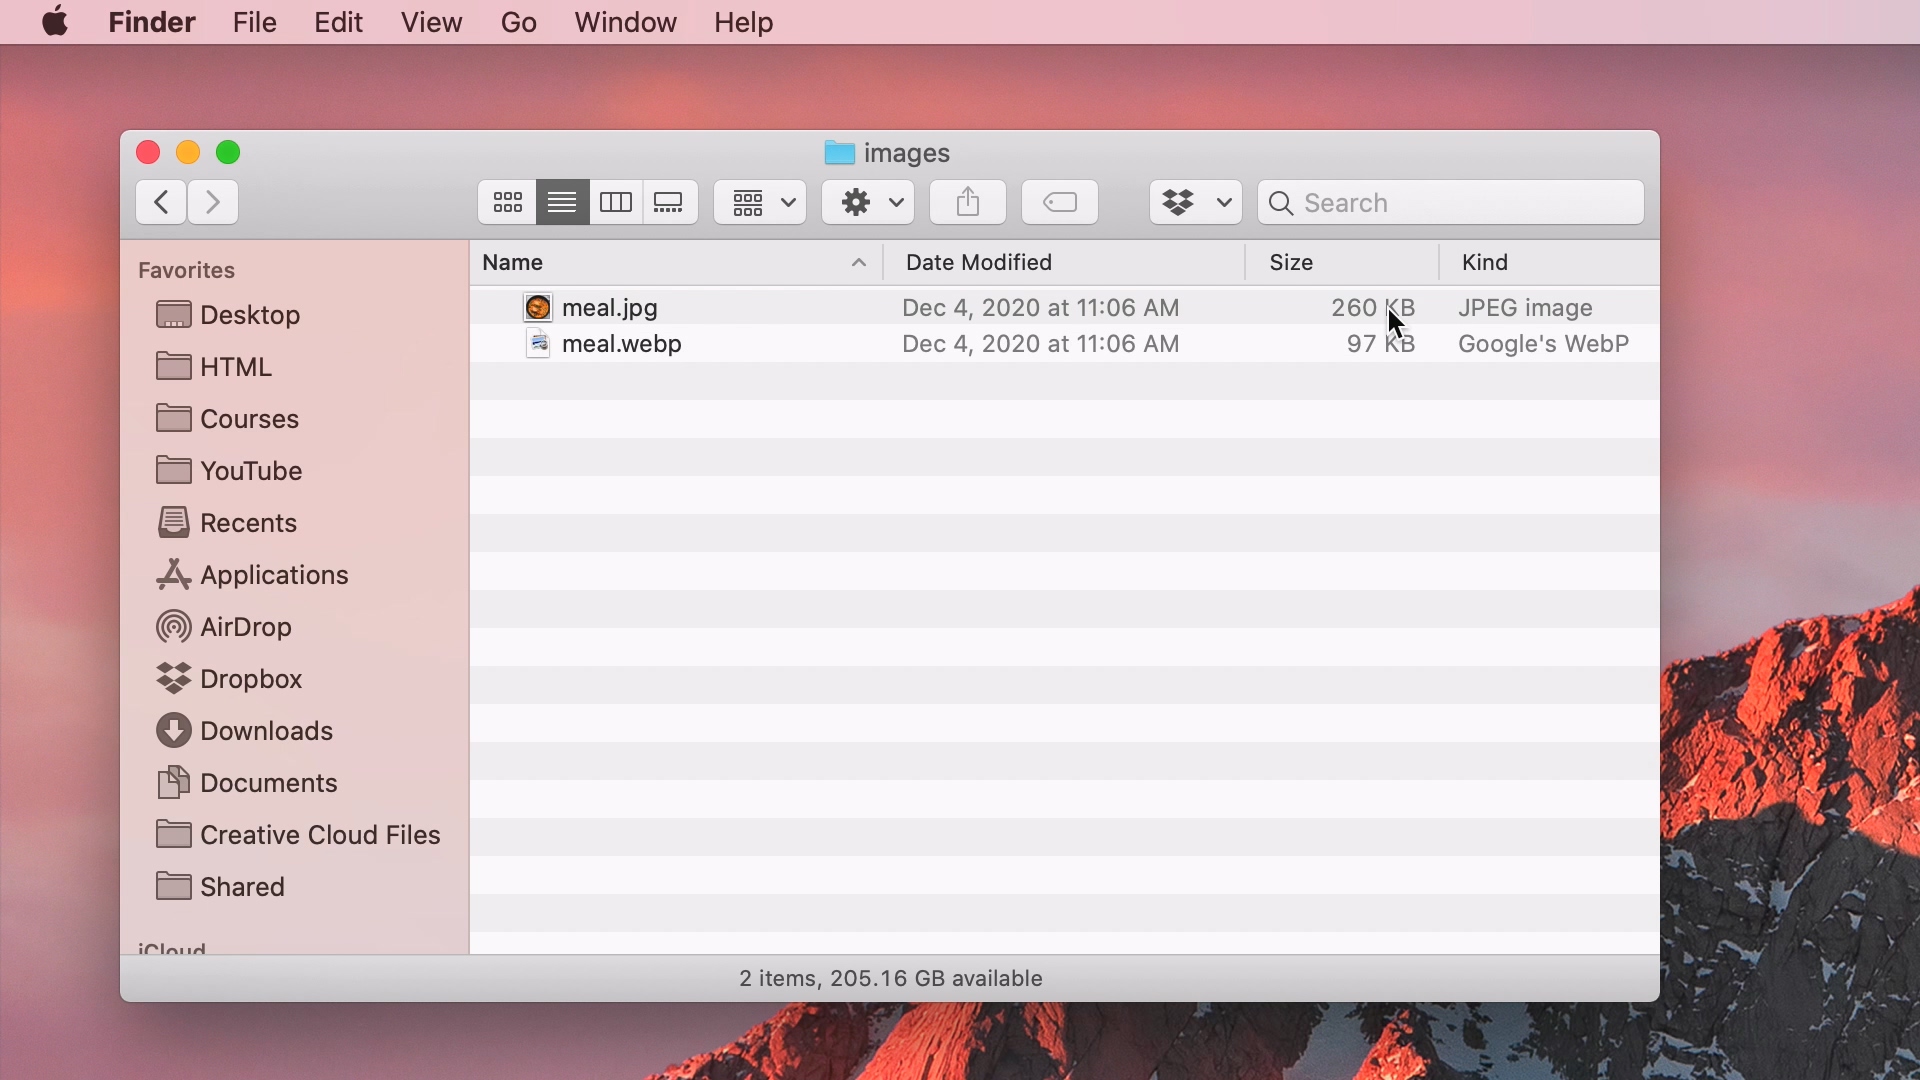 Finder File Edit View Go Window Help
images
Search
Favorites
Desktop
HTML
Courses
YouTube
Recents
Applications
AirDrop
Dropbox
Downloads
Documents
Creative Cloud Files
Shared
iCloud
Name Date Modified Size Kind
meal.jpg Dec 4, 2020 at 11:06 AM 260 KB JPEG image
meal.webp Dec 4, 2020 at 11:06 AM 97 KB Google's WebP
2 items, 205.16 GB available